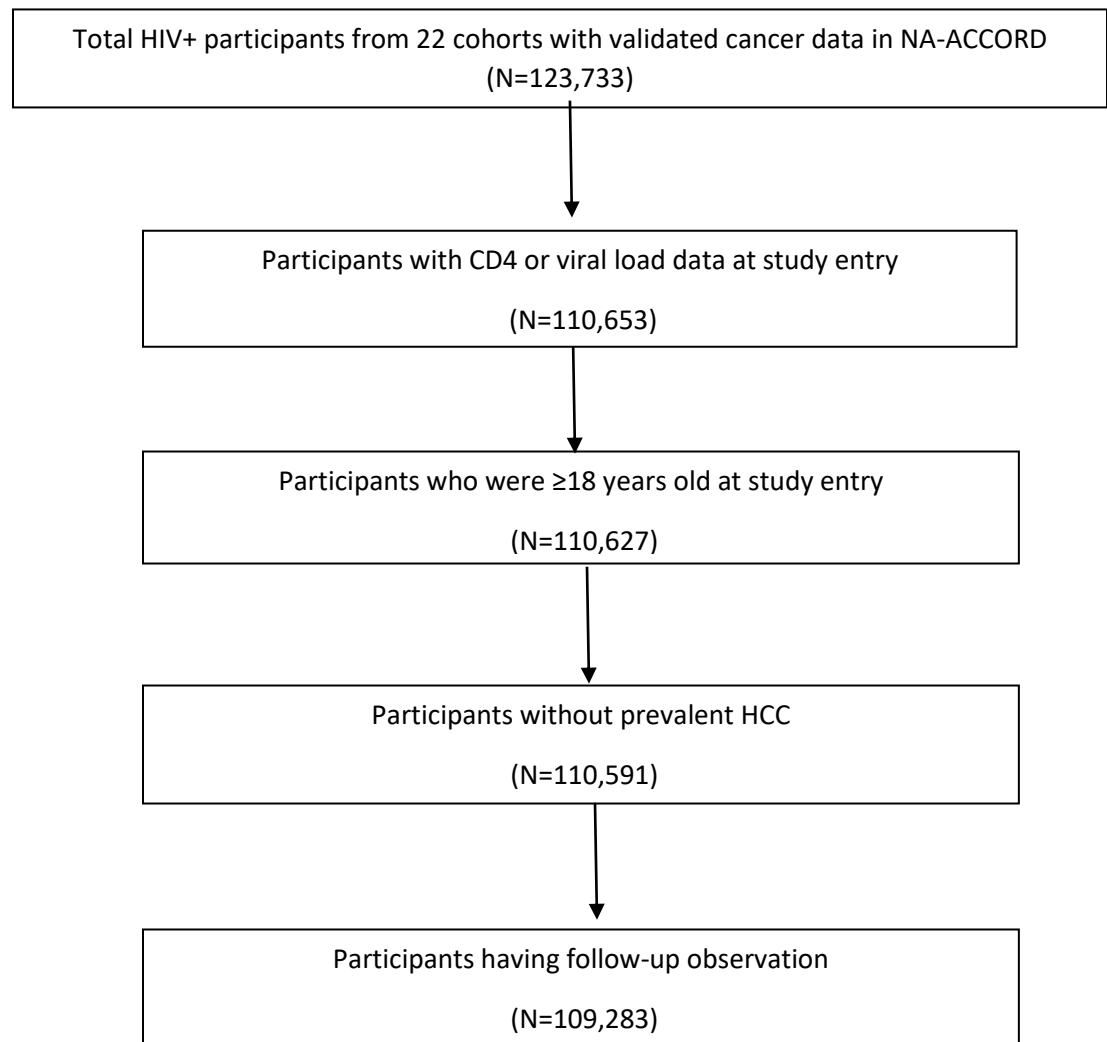 Total HIV+ participants from 22 cohorts with validated cancer data in NA-ACCORD
(N=123,733)
Participants with CD4 or viral load data at study entry
(N=110,653)
Participants who were ≥18 years old at study entry
(N=110,627)
Participants without prevalent HCC
(N=110,591)
Participants having follow-up observation
(N=109,283)